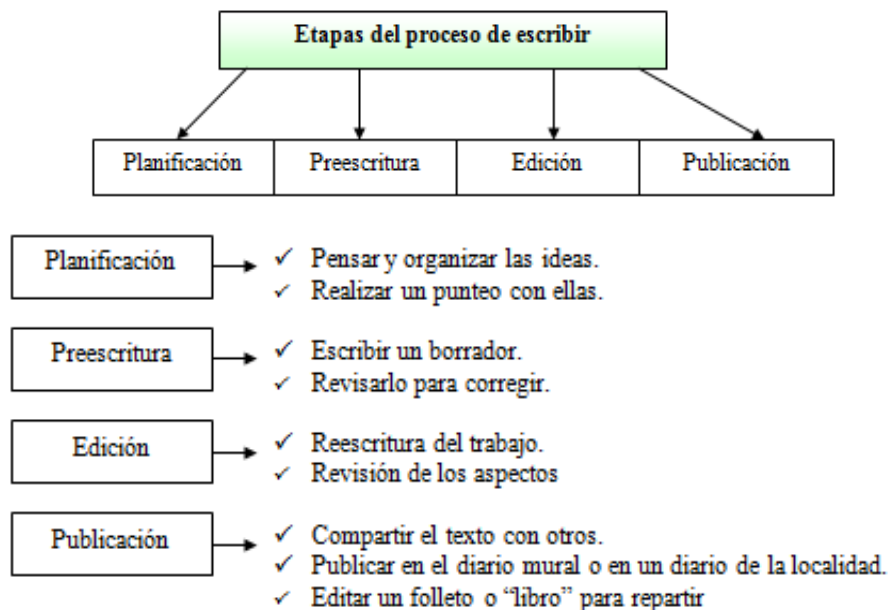 Etapas del proceso de escribir
Planificación Preescritura Edición Publicación
Planificación
✓ Pensar y organizar las ideas.
✓ Realizar un punteo con ellas.
Preescritura
✓ Escribir un borrador.
✓ Revisarlo para corregir.
Edición
✓ Reescritura del trabajo.
✓ Revisión de los aspectos
Publicación
✓ Compartir el texto con otros.
✓ Publicar en el diario mural o en un diario de la localidad.
✓ Editar un folleto o “libro” para repartir